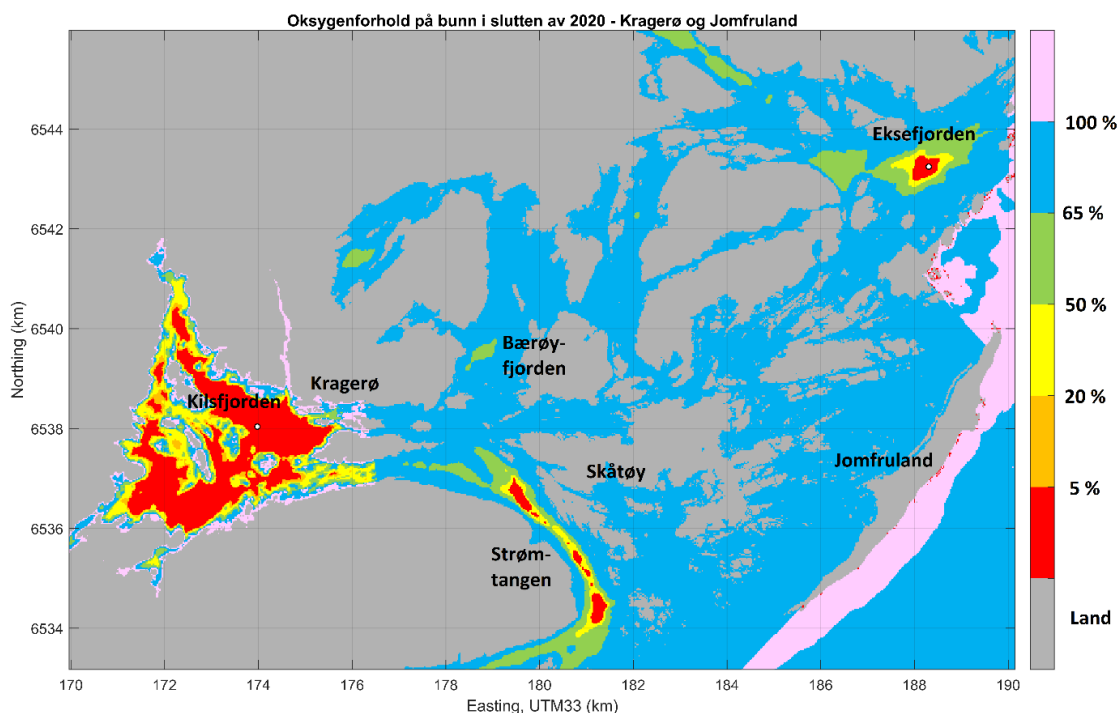 Oksygenforhold på bunn i slutten av 2020 - Kragerø og Jomfruland
6544
6542
6540
6538
6536
6534
Northing (km)
Eksefjorden
Bærøy-
fjorden
Kragerø
Kilsfjorden
Skåtøy
Jomfruland
Strøm-
tangen
100 %
65 %
50 %
20 %
5 %
Land
170 172 174 176 178 180 182 184 186 188 190
Easting, UTM33 (km)